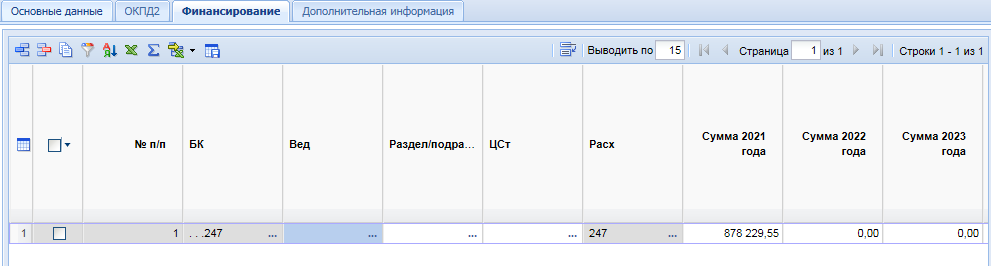 Основные данные ОКПД2 Финансирование Дополнительная информация
Выводить по 15 Страница 1 из 1 Строки 1 - 1 из 1
№ п/п БК Вед Раздел/подра... ЦСт Расх Сумма 2021 года Сумма 2022 года Сумма 2023 года
1 1 . . .247 ... ... ... ... 247 ... 878 229,55 0,00 0,00